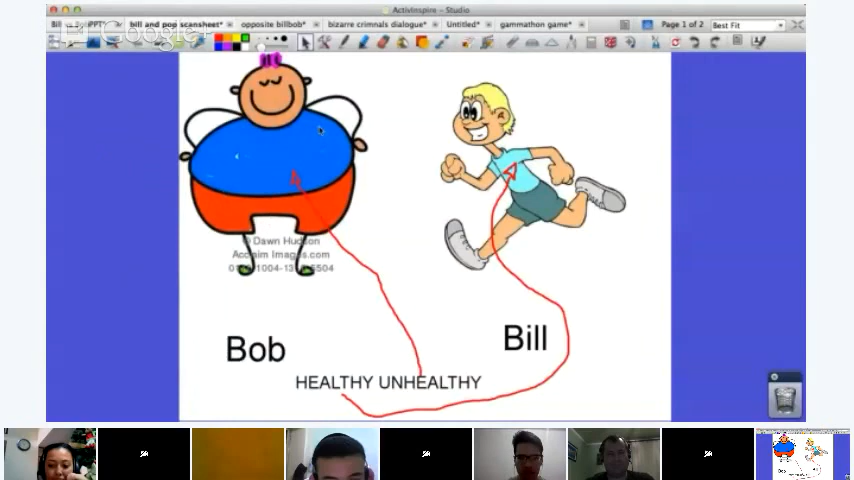 ActivInspire - Studio
bill and pop scansheet* opposite billbob* bizarre crimnals dialogue* Untitled* gammathon game*
Google+
Page 1 of 2 Best Fit
© Dawn Hudson
Acclaim Images.com
Bob
Bill
HEALTHY UNHEALTHY